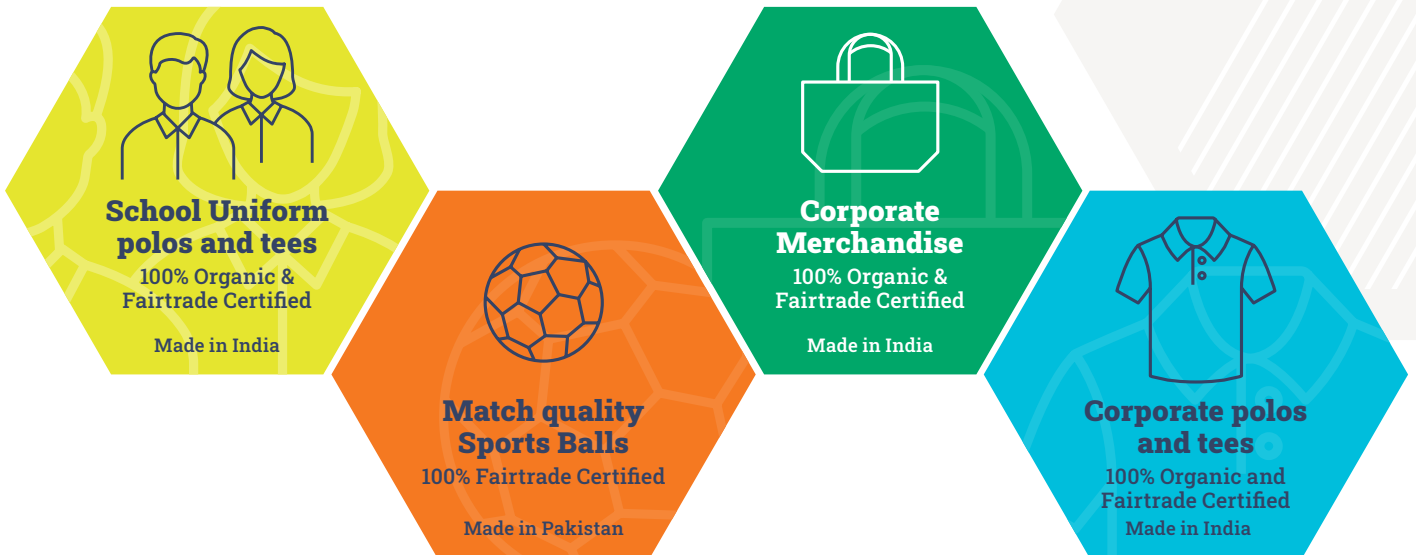 School Uniform
polos and tees
100% Organic &
Fairtrade Certified
Made in India
Match quality
Sports Balls
100% Fairtrade Certified
Made in Pakistan
Corporate
Merchandise
100% Organic &
Fairtrade Certified
Made in India
Corporate polos
and tees
100% Organic and
Fairtrade Certified
Made in India